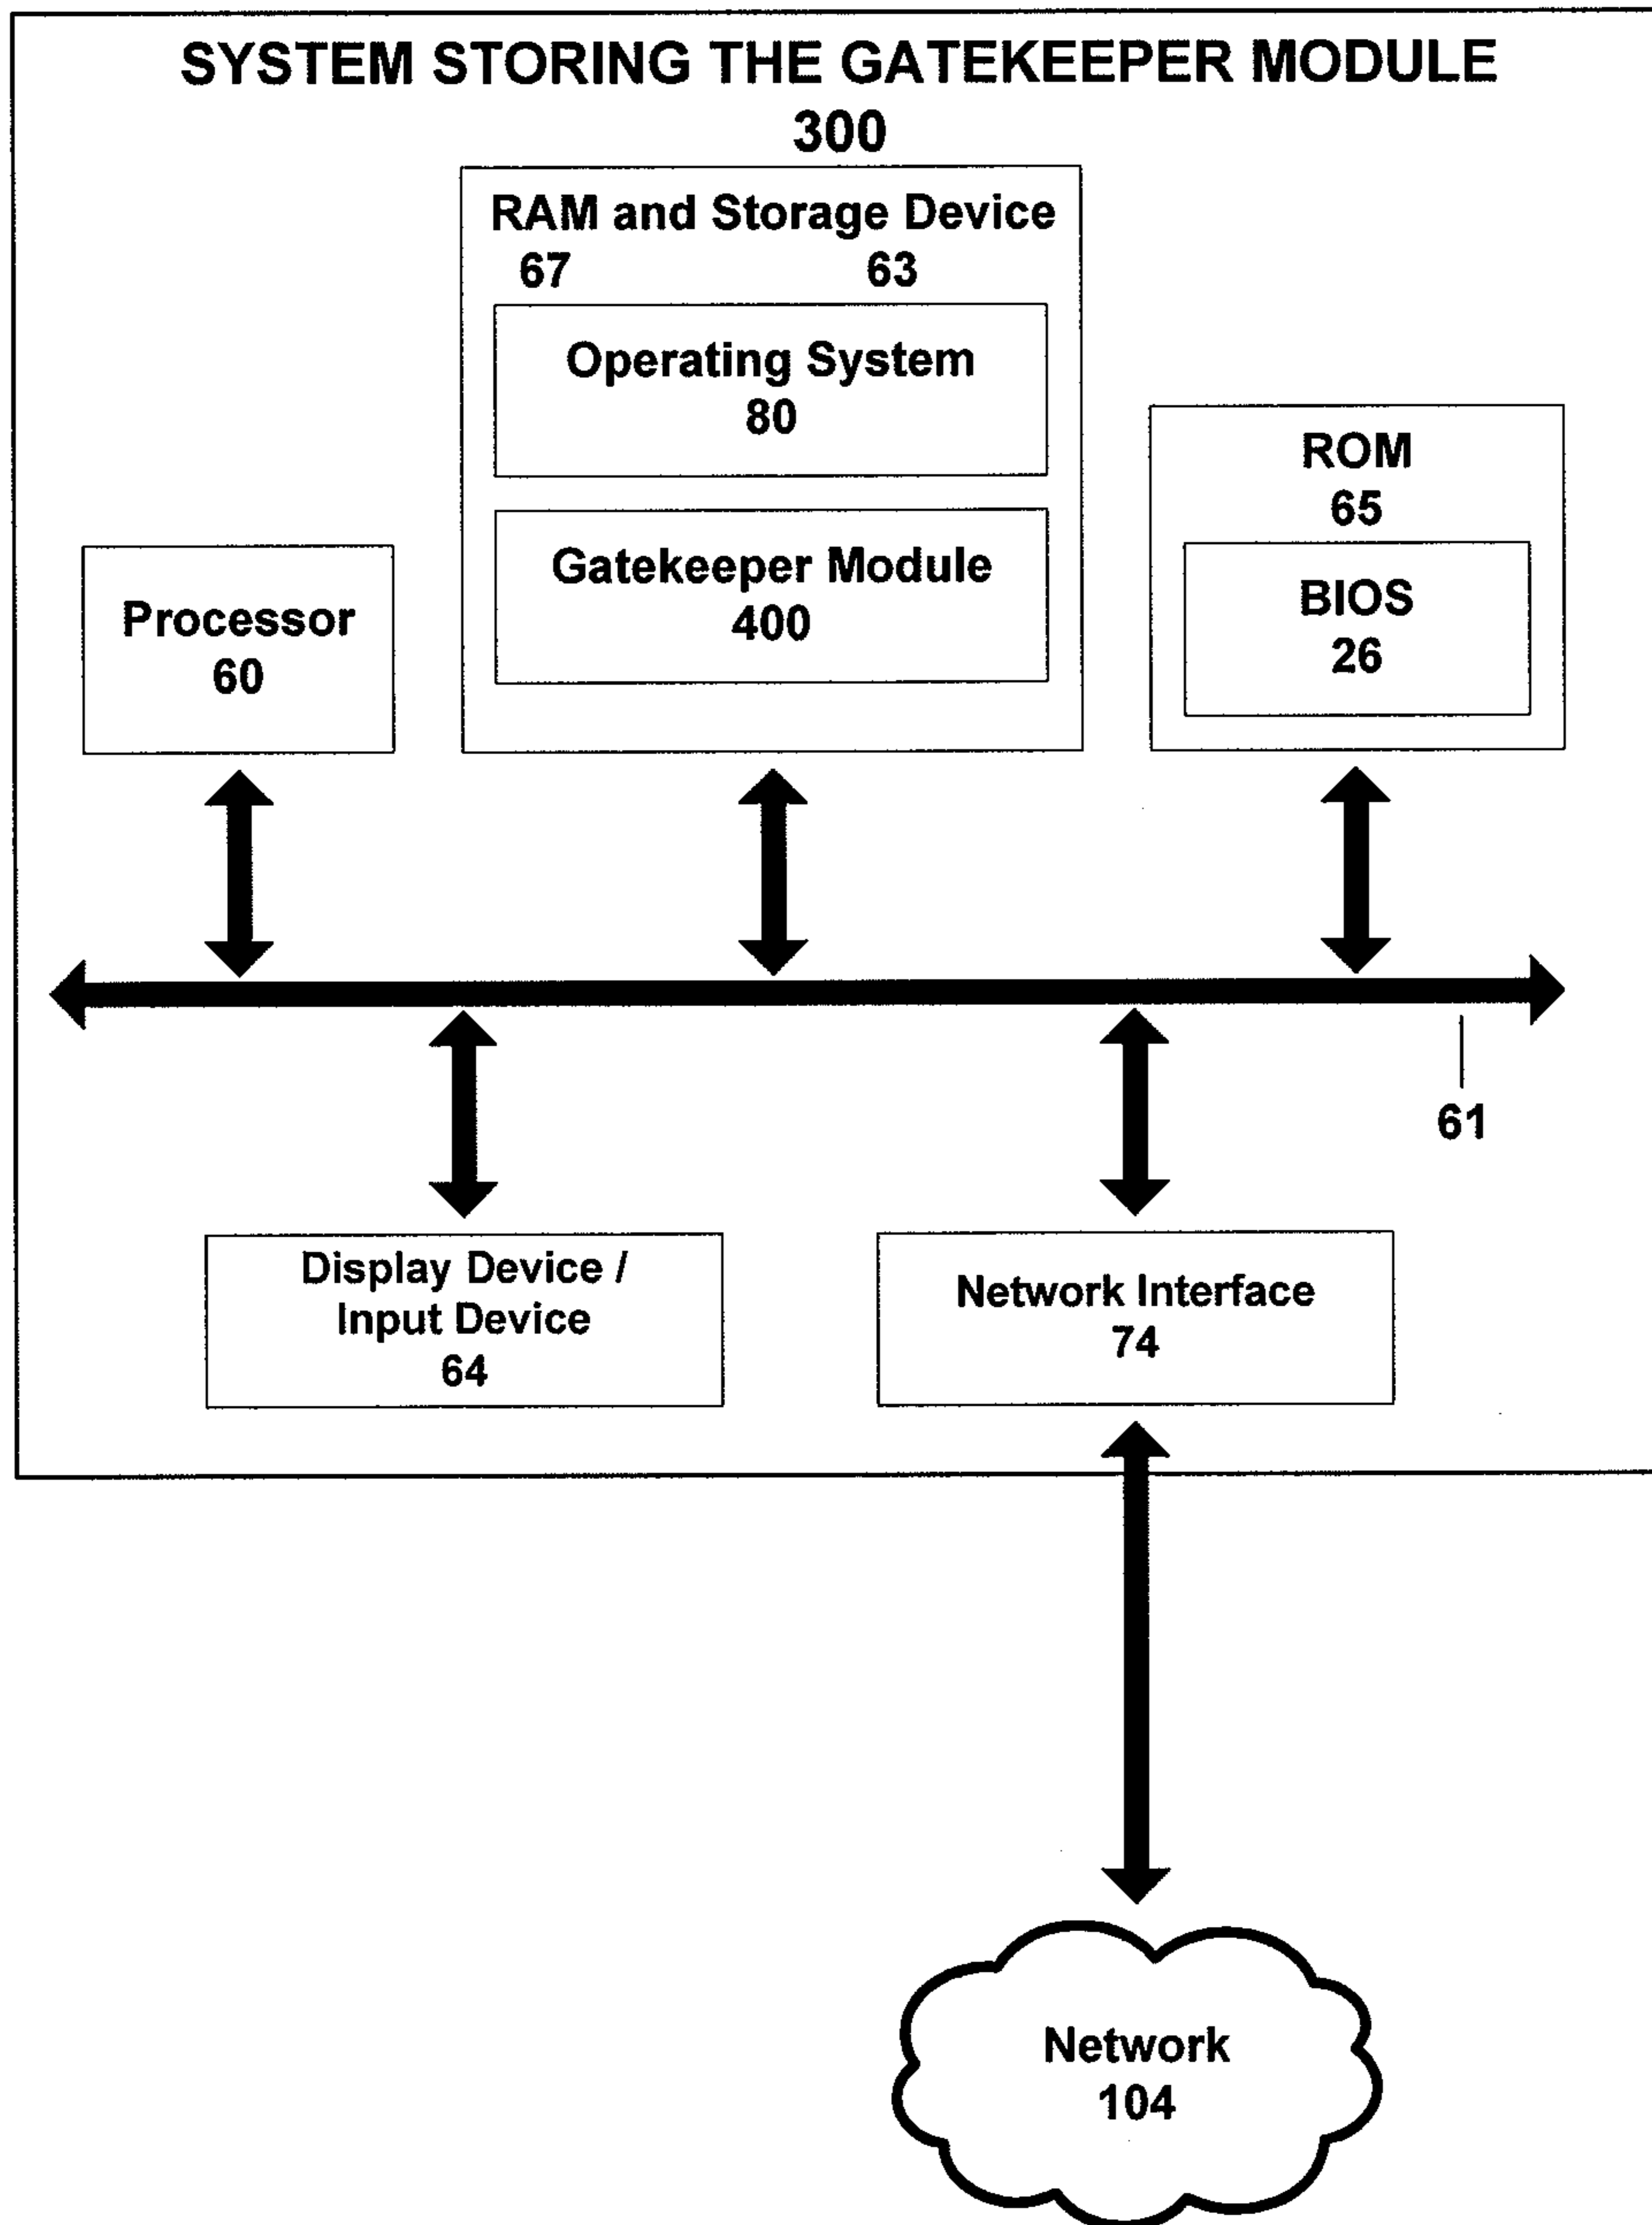 SYSTEM STORING THE GATEKEEPER MODULE
300
RAM and Storage Device
67 63
Operating System
80
Gatekeeper Module
400
Processor
60
ROM
65
BIOS
26
61
Display Device /
Input Device
64
Network Interface
74
Network
104